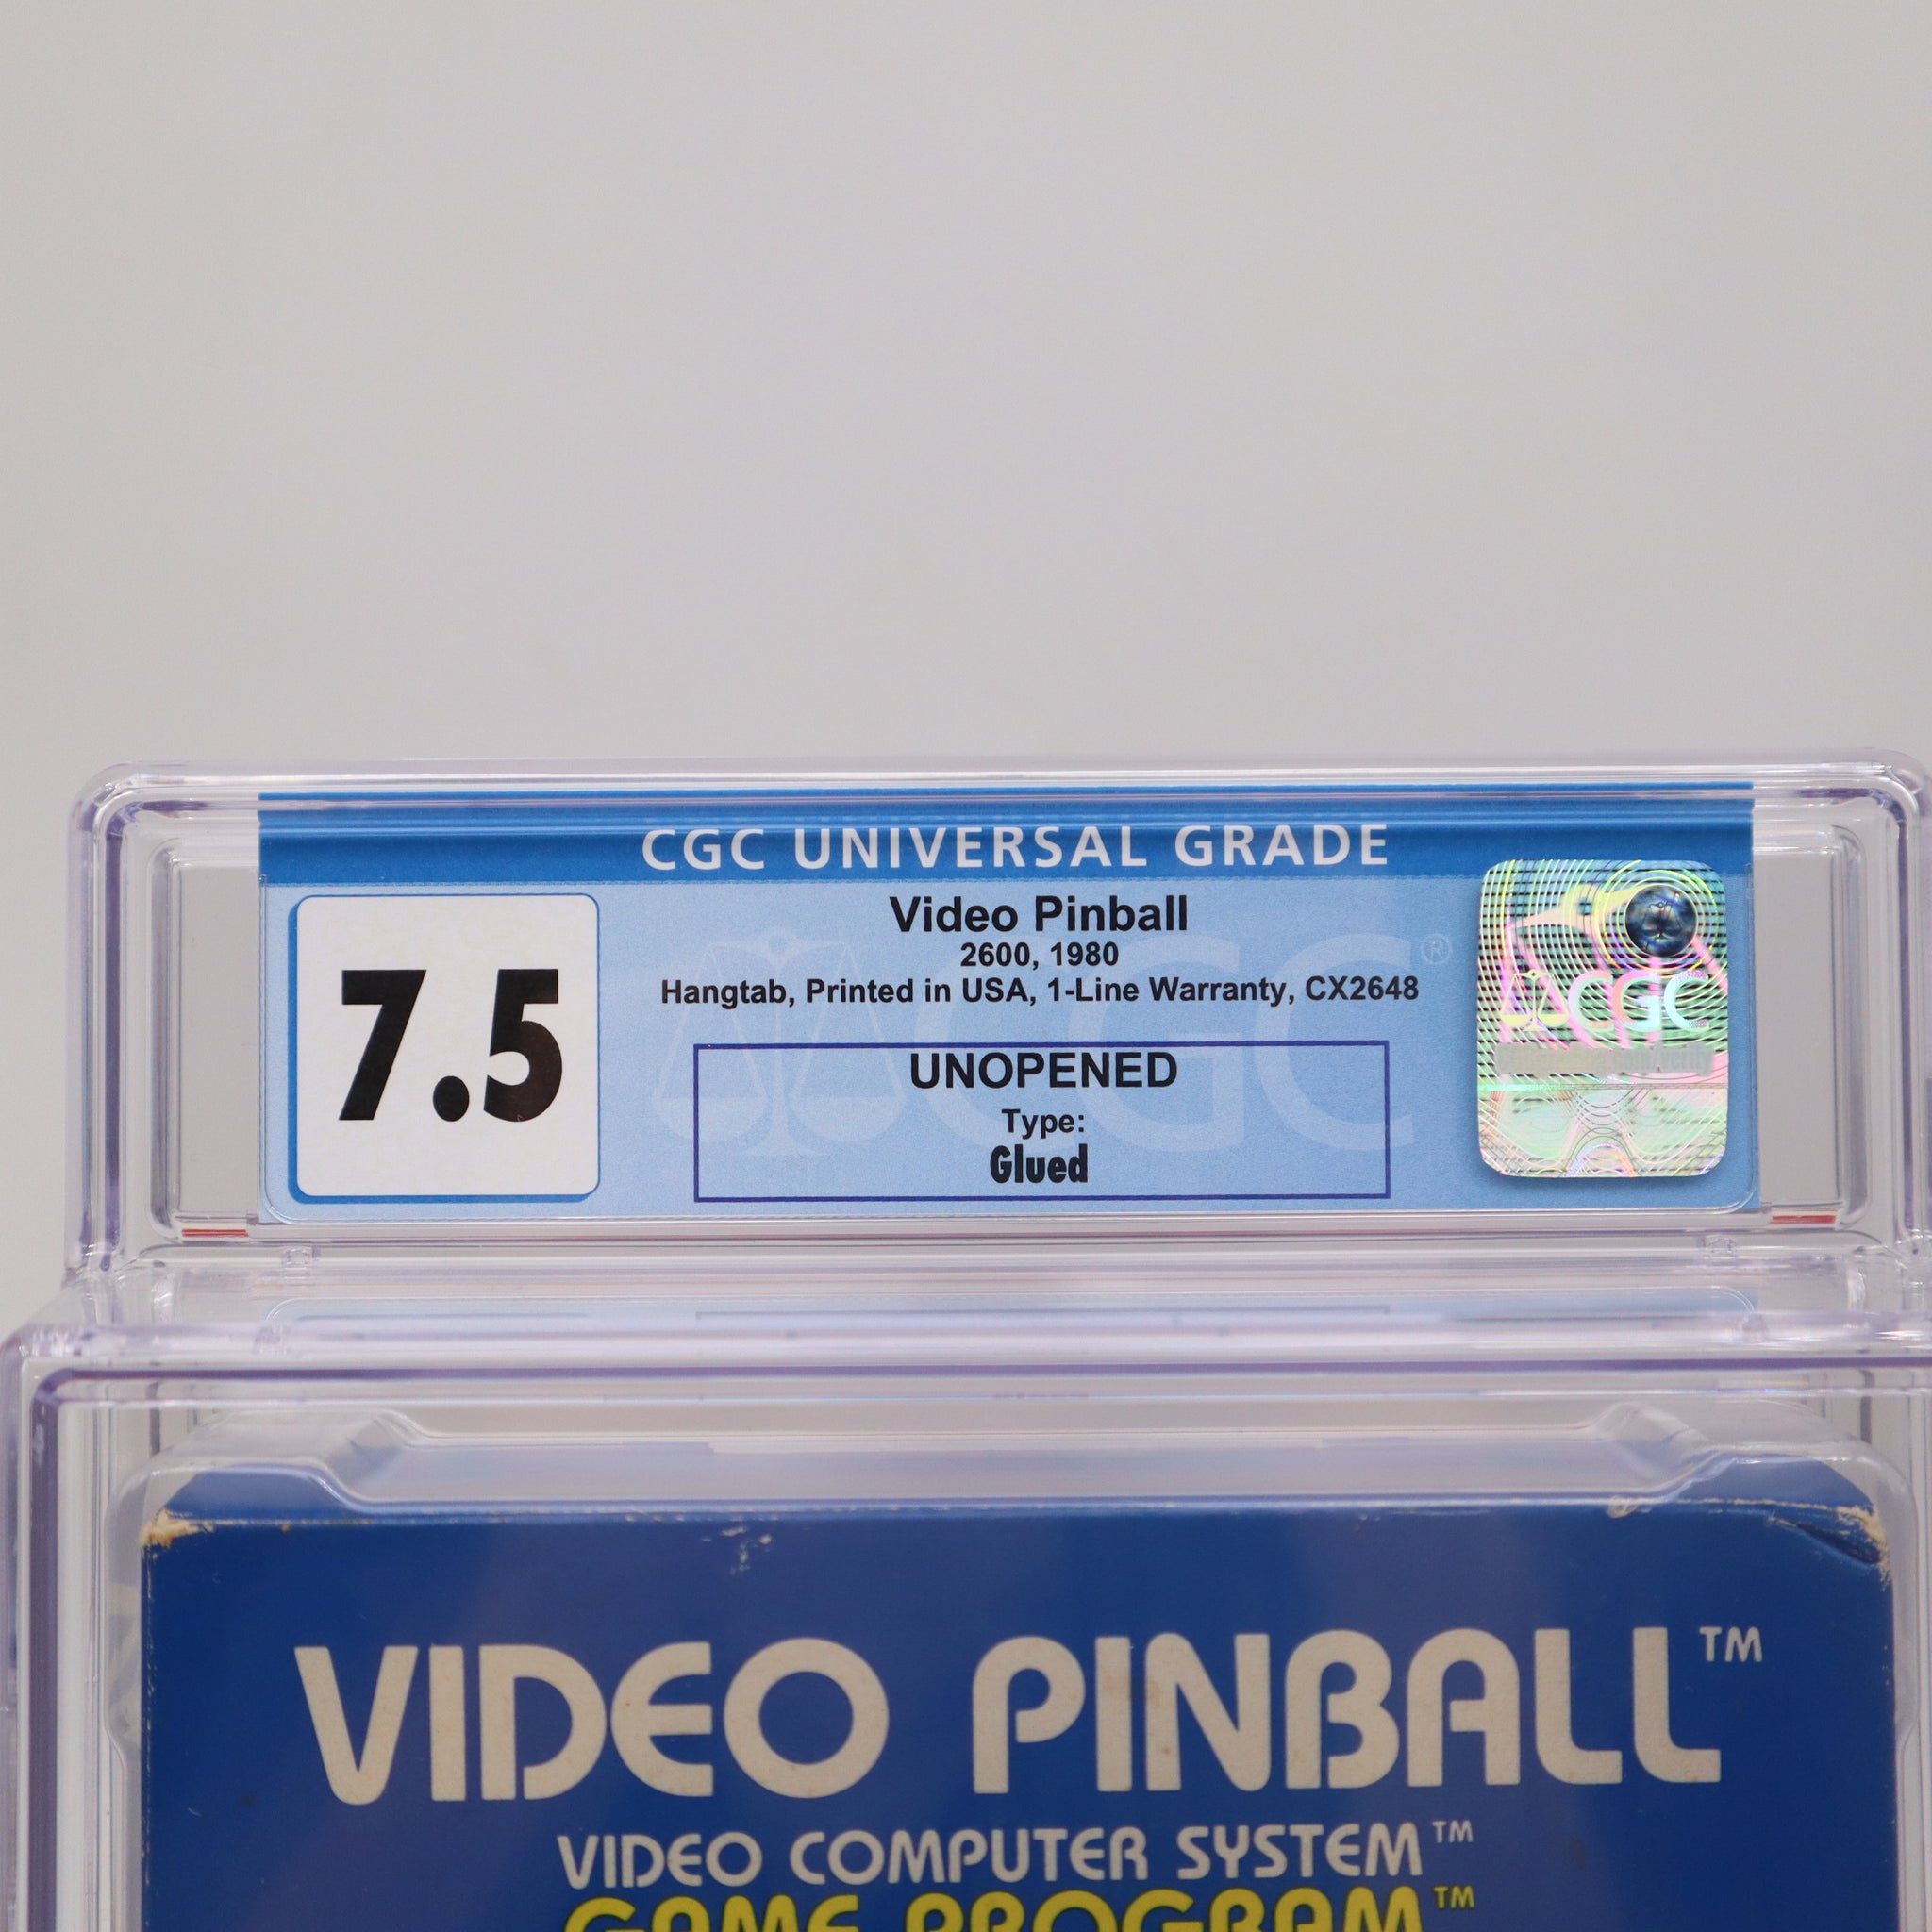 CGC UNIVERSAL GRADE
7.5
Video Pinball
2600, 1980
Hangtab, Printed in USA, 1-Line Warranty, CX2648
UNOPENED
Type:
Glued
CGC®
CGC
VIDEO PINBALL™
VIDEO COMPUTER SYSTEM™
GAME PROGRAM™